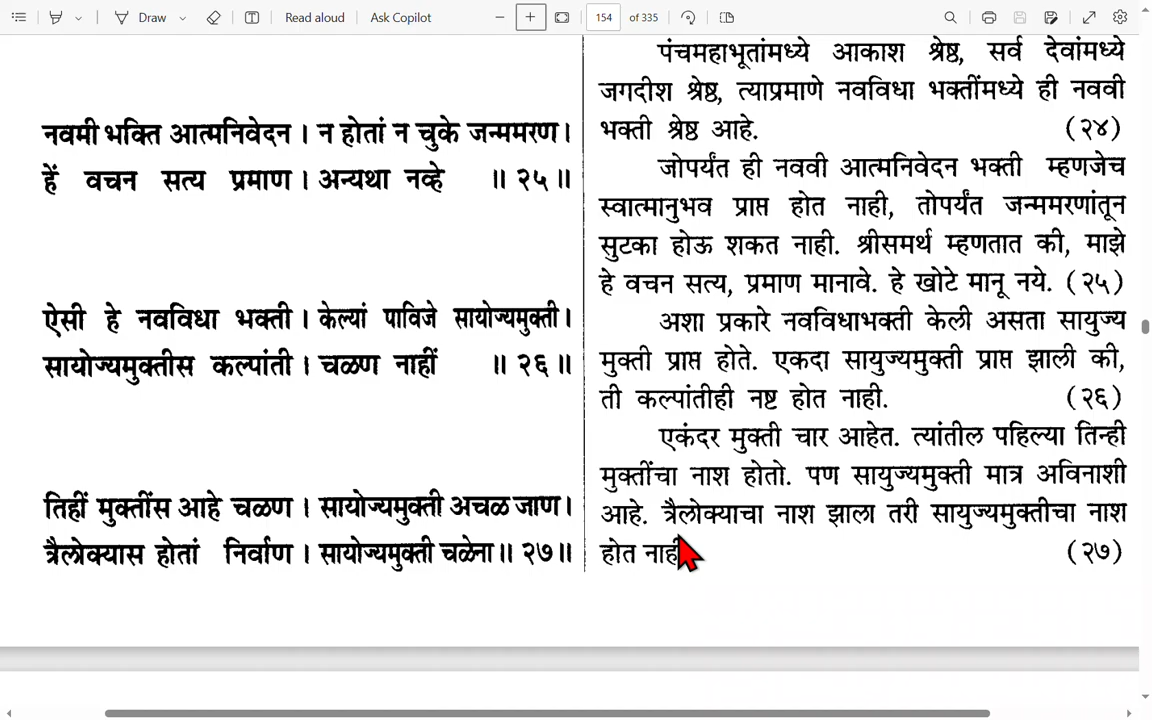 Draw
Read aloud
Ask Copilot
154 of 335
नवमी भक्ति आत्मनिवेदन । न होतां न चुके जन्ममरण ।
हें वचन सत्य प्रमाण । अन्यथा नव्हे ॥ २५ ॥
ऐसी हे नवविधा भक्ती । केल्यां पाविजे सायोज्यमुक्ती ।
सायोज्यमुक्तीस कल्पांती । चळण नाहीं ॥ २६ ॥
तिहीं मुक्तींस आहे चळण । सायोज्यमुक्ती अचळ जाण ।
त्रैलोक्यास होतां निर्वाण । सायोज्यमुक्ती चळेना ॥ २७ ॥
पंचमहाभूतांमध्ये आकाश श्रेष्ठ, सर्व देवांमध्ये
जगदीश श्रेष्ठ, त्याप्रमाणे नवविधा भक्तींमध्ये ही नववी
भक्ती श्रेष्ठ आहे. (२४)
जोपर्यंत ही नववी आत्मनिवेदन भक्ती म्हणजेच
स्वात्मानुभव प्राप्त होत नाही, तोपर्यंत जन्ममरणांतून
सुटका होऊ शकत नाही. श्रीसमर्थ म्हणतात की, माझे
हे वचन सत्य, प्रमाण मानावे. हे खोटे मानू नये. (२५)
अशा प्रकारे नवविधाभक्ती केली असता सायुज्य
मुक्ती प्राप्त होते. एकदा सायुज्यमुक्ती प्राप्त झाली की,
ती कल्पांतीही नष्ट होत नाही. (२६)
एकंदर मुक्ती चार आहेत. त्यांतील पहिल्या तिन्ही
मुक्तींचा नाश होतो. पण सायुज्यमुक्ती मात्र अविनाशी
आहे. त्रैलोक्याचा नाश झाला तरी सायुज्यमुक्तीचा नाश
होत नाही (२७)